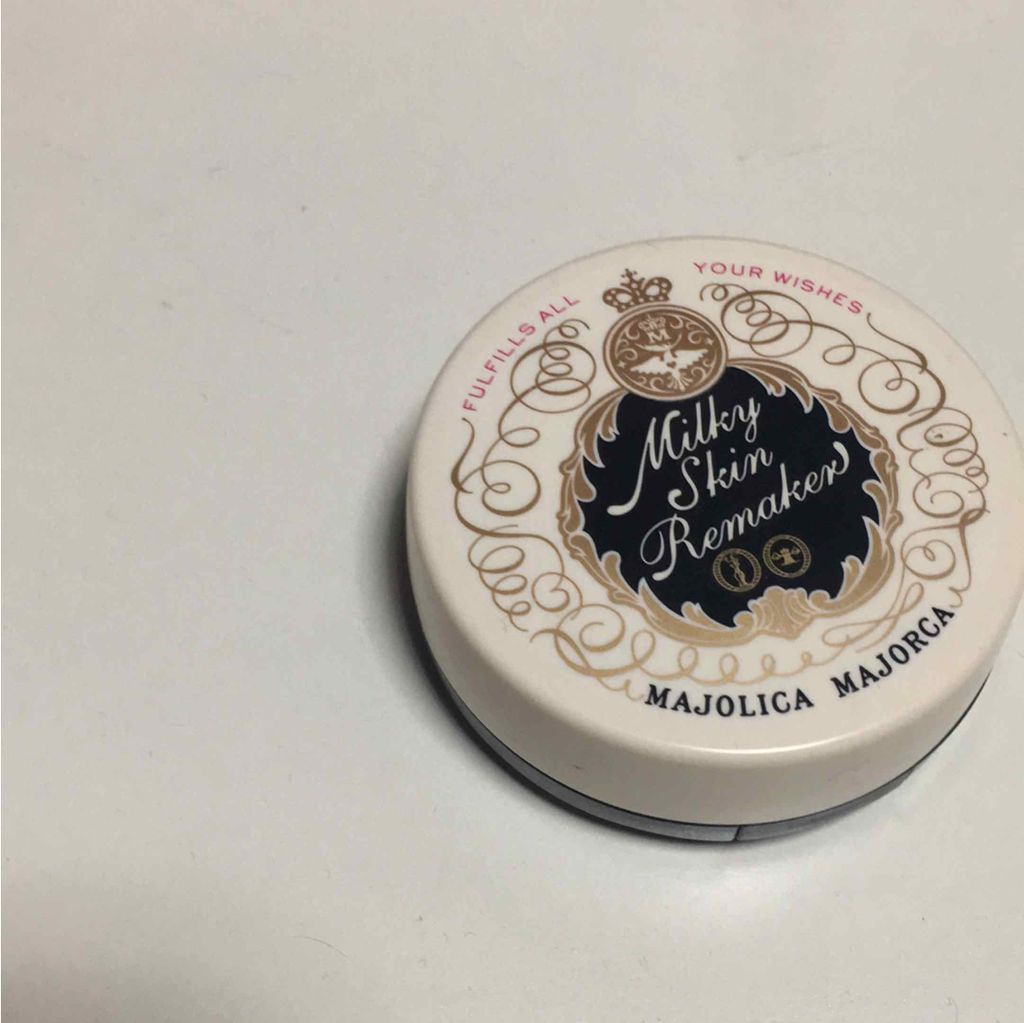 FULFILLS ALL YOUR WISHES
M
Milky
Skin
Remaker
MAJOLICA MAJORCA